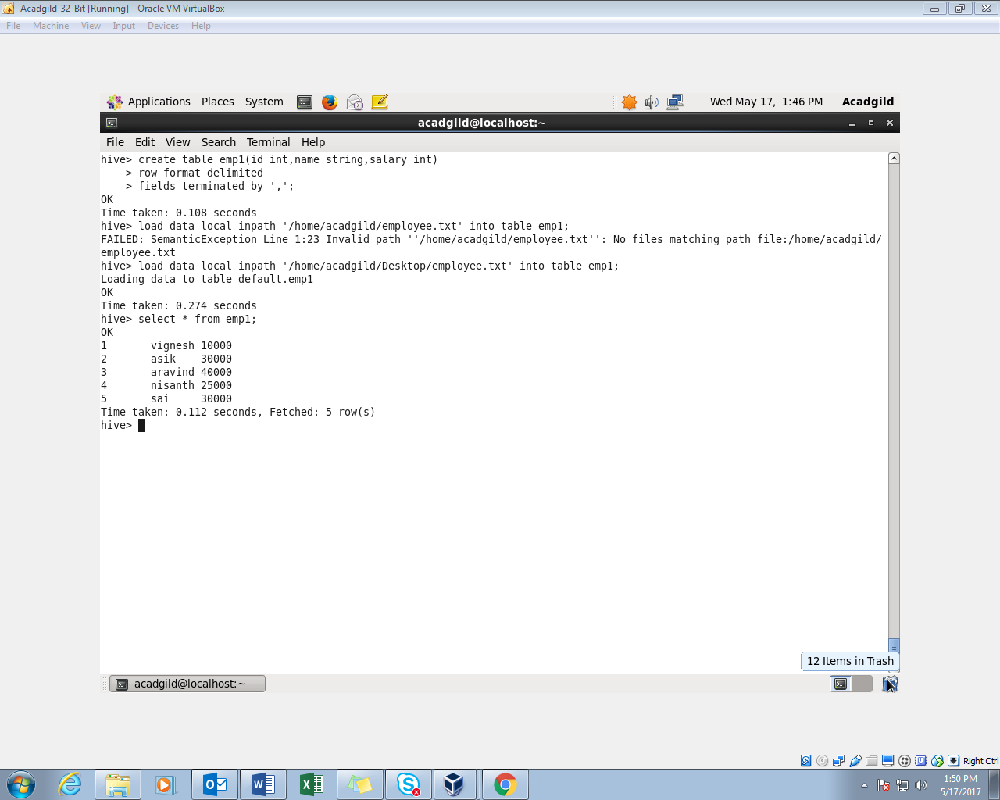 Acadgild_32_Bit [Running] - Oracle VM VirtualBox
File Machine View Input Devices Help
Applications Places System Wed May 17, 1:46 PM Acadgild
acadgild@localhost:~
File Edit View Search Terminal Help
hive> create table emp1(id int,name string,salary int)
    > row format delimited
    > fields terminated by ',';
OK
Time taken: 0.108 seconds
hive> load data local inpath '/home/acadgild/employee.txt' into table emp1;
FAILED: SemanticException Line 1:23 Invalid path ''/home/acadgild/employee.txt'': No files matching path file:/home/acadgild/
employee.txt
hive> load data local inpath '/home/acadgild/Desktop/employee.txt' into table emp1;
Loading data to table default.emp1
OK
Time taken: 0.274 seconds
hive> select * from emp1;
OK
1       vignesh 10000
2       asik    30000
3       aravind 40000
4       nisanth 25000
5       sai     30000
Time taken: 0.112 seconds, Fetched: 5 row(s)
hive>
12 Items in Trash
acadgild@localhost:~
Right Ctrl
1:50 PM
5/17/2017